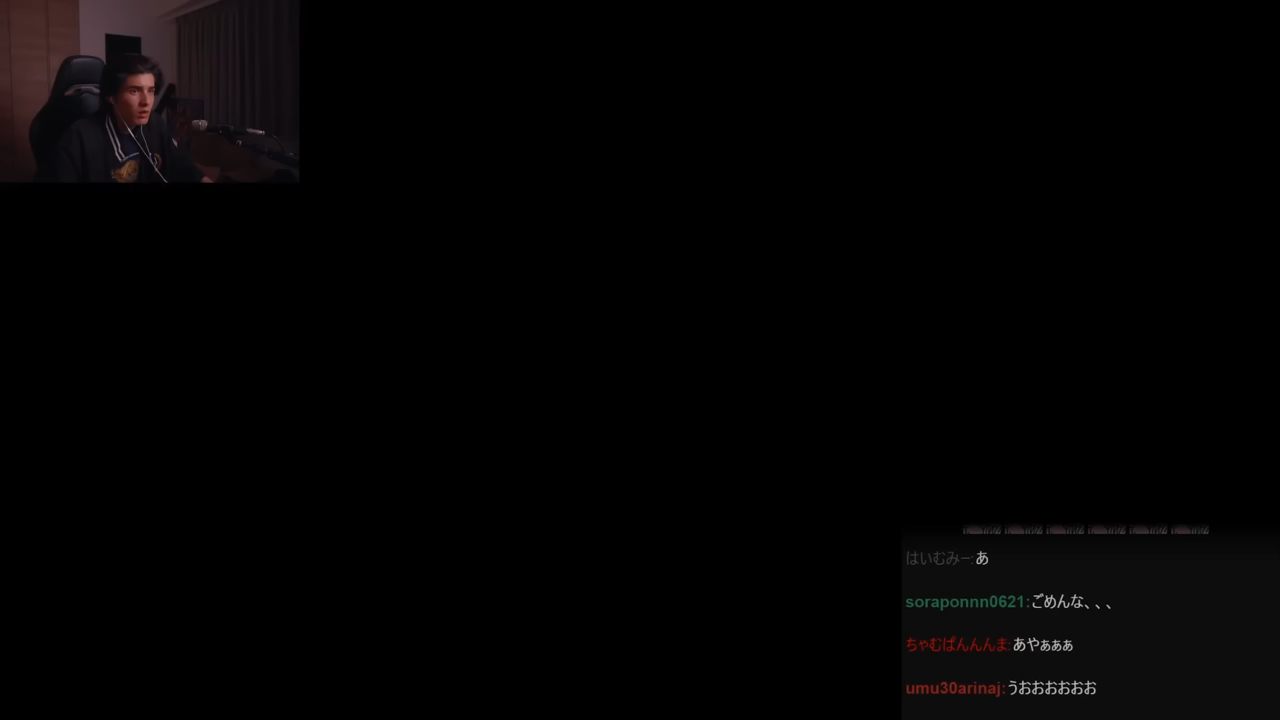 はいむみー:あ
soraponnn0621:ごめんな、、、
ちゃむぱんんんま:あやぁぁぁ
umu30arinaj:うおおおおおお